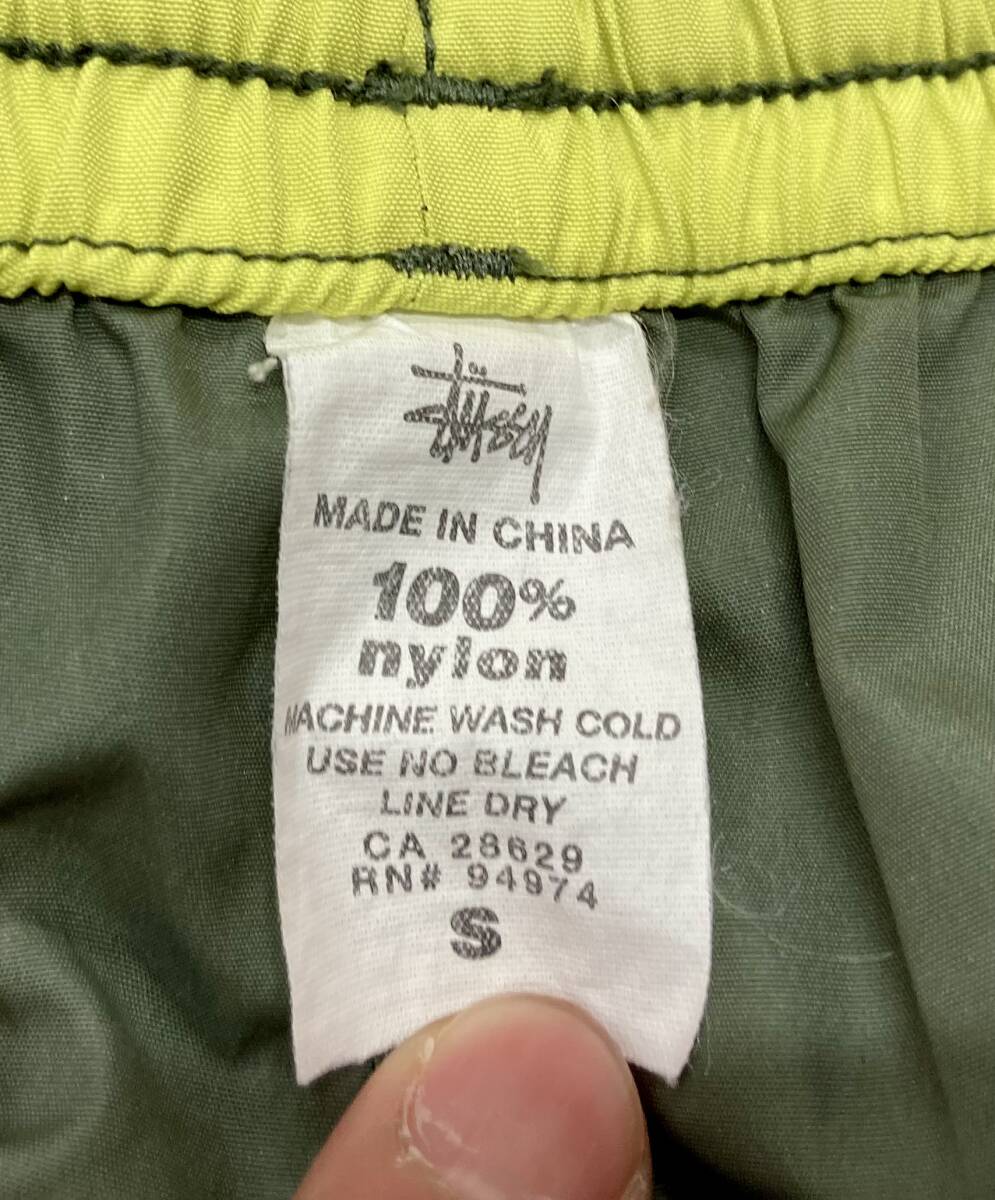 Stüssy
MADE IN CHINA
100%
nylon
MACHINE WASH COLD
USE NO BLEACH
LINE DRY
CA 28629
RN# 94974
S